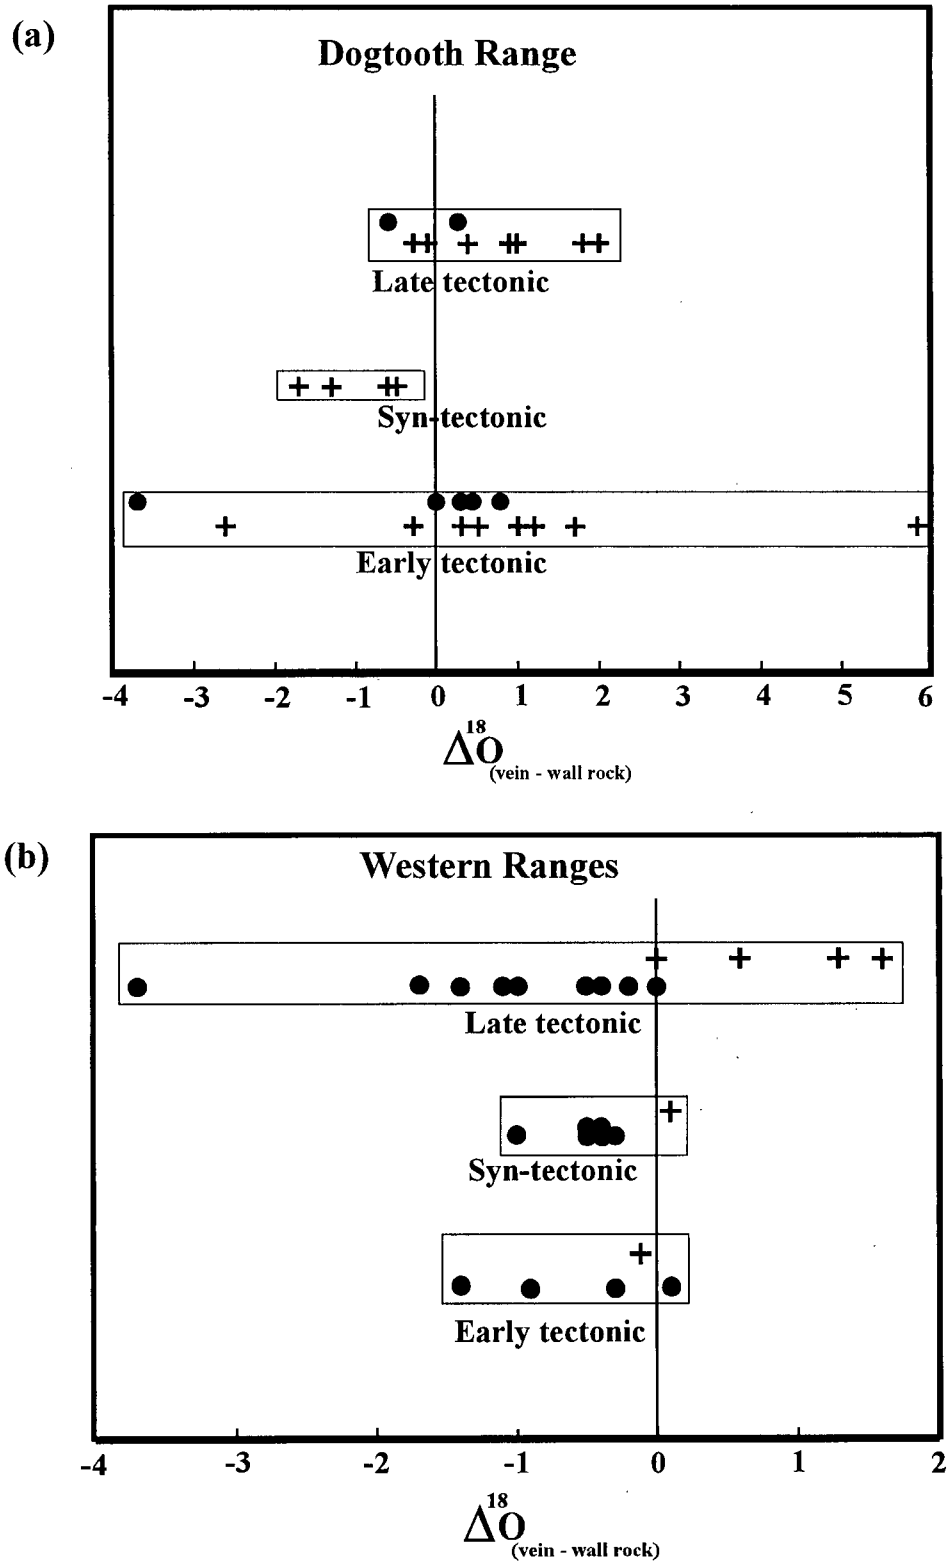 (a)
Dogtooth Range
Late tectonic
Syn-tectonic
Early tectonic
-4 -3 -2 -1 0 1 2 3 4 5 6
Δ18O(vein - wall rock)
(b)
Western Ranges
Late tectonic
Syn-tectonic
Early tectonic
-4 -3 -2 -1 0 1 2
Δ18O(vein - wall rock)